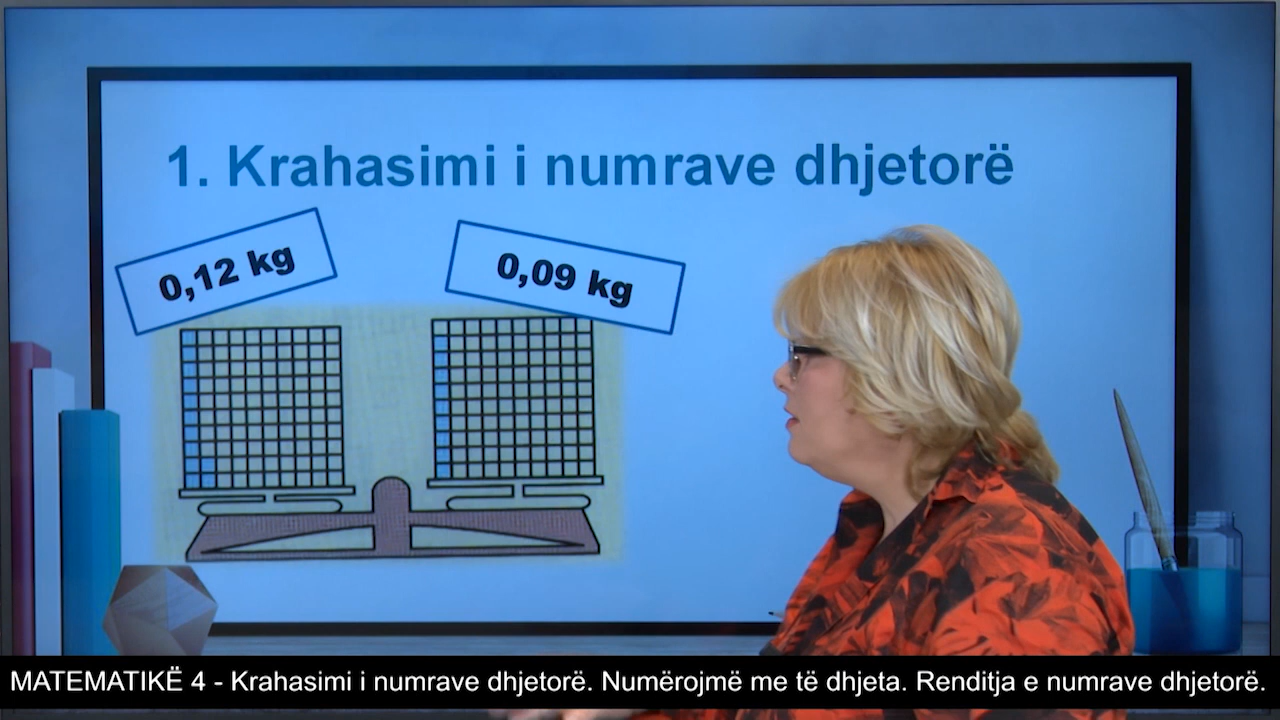 1. Krahasimi i numrave dhjetorë
0,12 kg
0,09 kg
MATEMATIKË 4 - Krahasimi i numrave dhjetorë. Numërojmë me të dhjeta. Renditja e numrave dhjetorë.